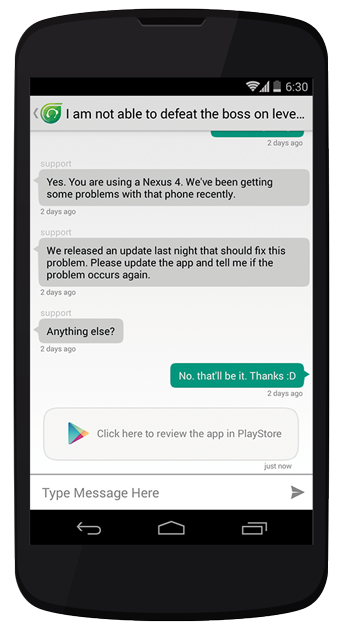 6:30
I am not able to defeat the boss on leve...
2 days ago
support
Yes. You are using a Nexus 4. We've been getting
some problems with that phone recently.
2 days ago
support
We released an update last night that should fix this
problem. Please update the app and tell me if the
problem occurs again.
2 days ago
support
Anything else?
2 days ago
No. that'll be it. Thanks :D
2 days ago
Click here to review the app in PlayStore
just now
Type Message Here